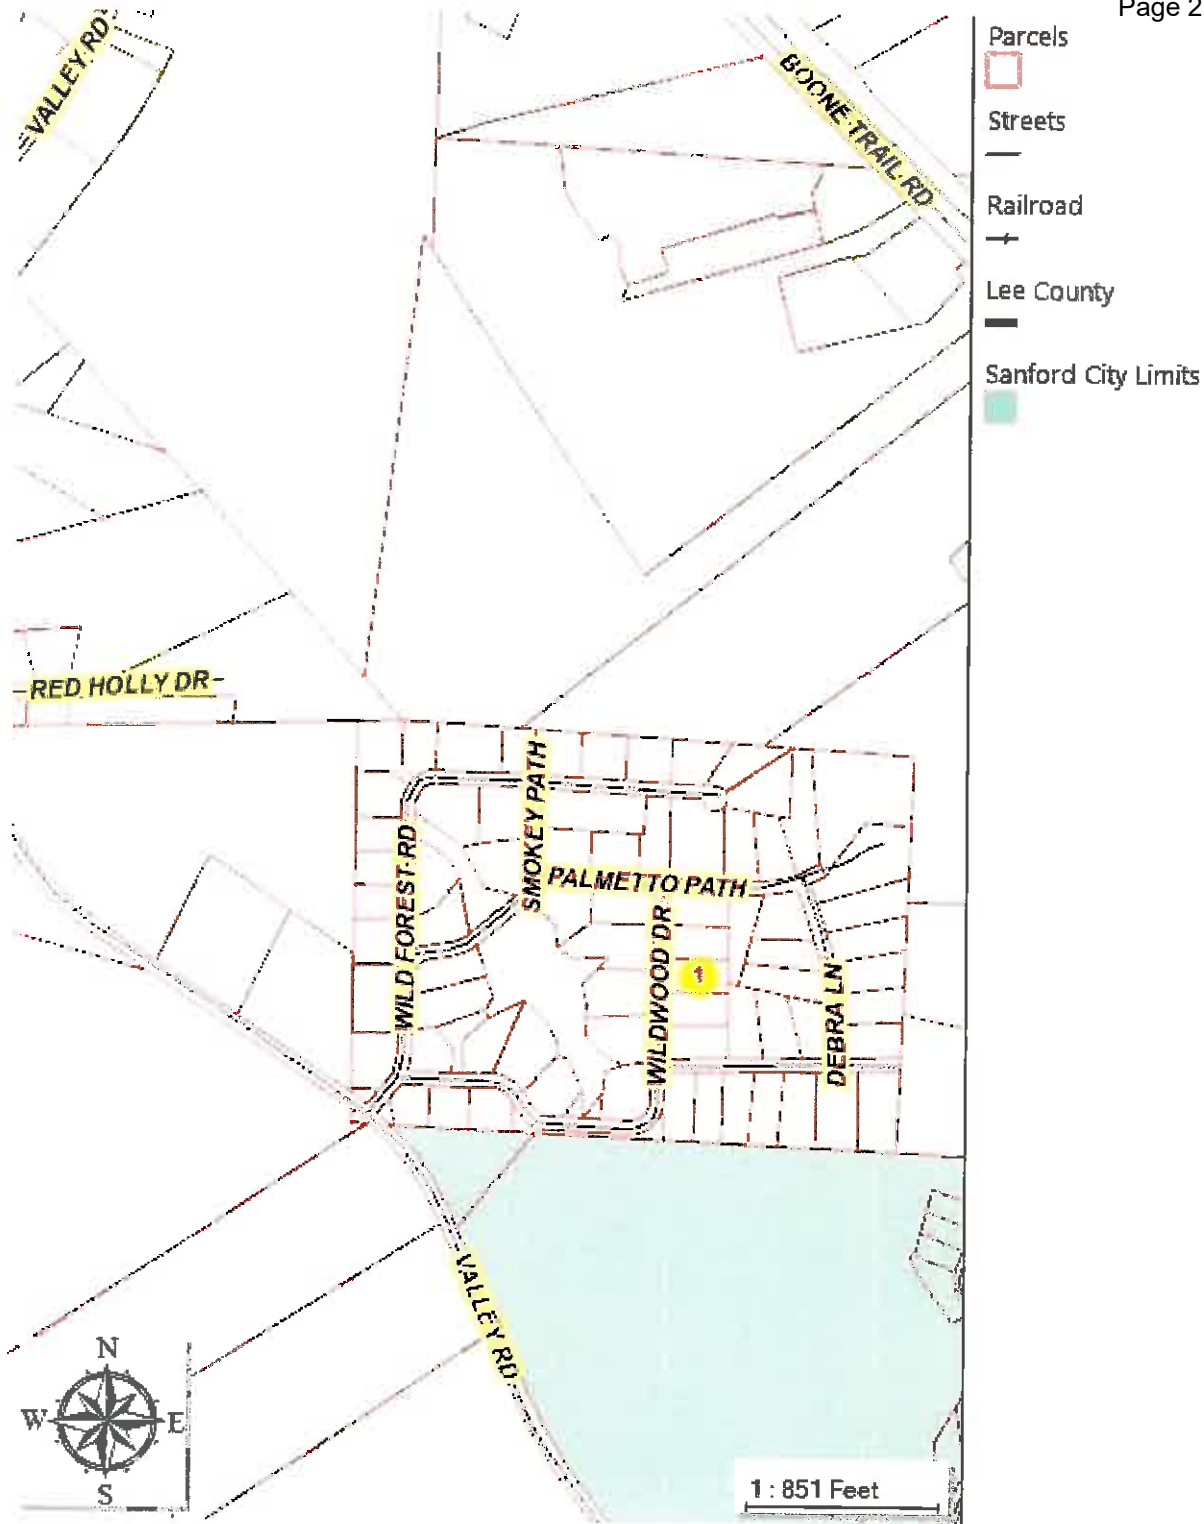 Page 2
Parcels
Streets
Railroad
Lee County
Sanford City Limits
VALLEY RD
BOONE TRAIL RD
RED HOLLY DR
SMOKEY PATH
WILD FOREST RD
PALMETTO PATH
WILDWOOD DR
1
DEBRA LN
VALLEY RD
N
W
E
S
1 : 851 Feet